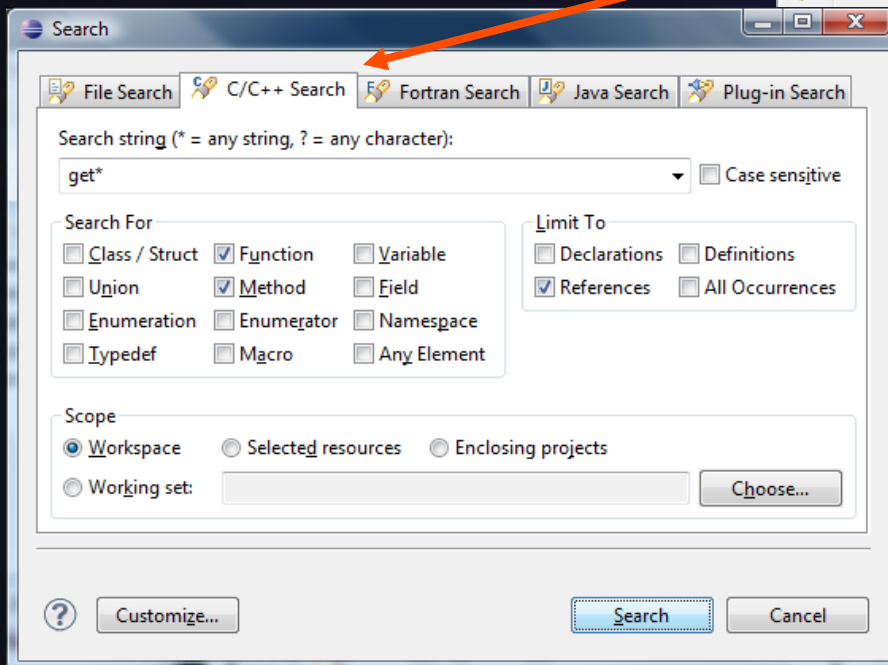 Search
File Search C/C++ Search Fortran Search Java Search Plug-in Search
Search string (* = any string, ? = any character):
get* Case sensitive
Search For
Class / Struct Function Variable
Union Method Field
Enumeration Enumerator Namespace
Typedef Macro Any Element
Limit To
Declarations Definitions
References All Occurrences
Scope
Workspace Selected resources Enclosing projects
Working set: Choose...
? Customize... Search Cancel